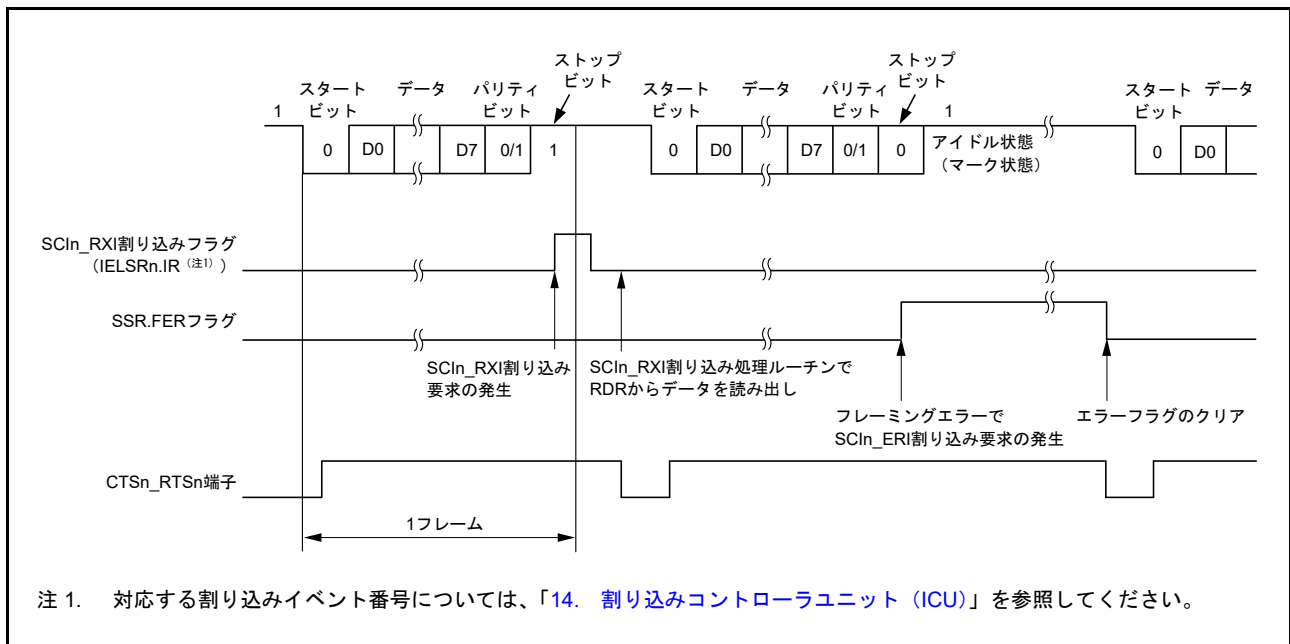 ストップ
ビット
スタート
ビット
データ
パリティ
ビット
1
0
D0
D7
0/1
1
スタート
ビット
データ
パリティ
ビット
ストップ
ビット
1
0
D0
D7
0/1
0
アイドル状態
（マーク状態）
スタート
ビット
データ
0
D0
SCIn_RXI割り込みフラグ
（IELSRn.IR（注1））
SSR.FERフラグ
SCIn_RXI割り込み
要求の発生
SCIn_RXI割り込み処理ルーチンで
RDRからデータを読み出し
フレーミングエラーで
SCIn_ERI割り込み要求の発生
エラーフラグのクリア
CTSn_RTSn端子
1フレーム
注 1. 対応する割り込みイベント番号については、「14. 割り込みコントローラユニット（ICU）」を参照してください。